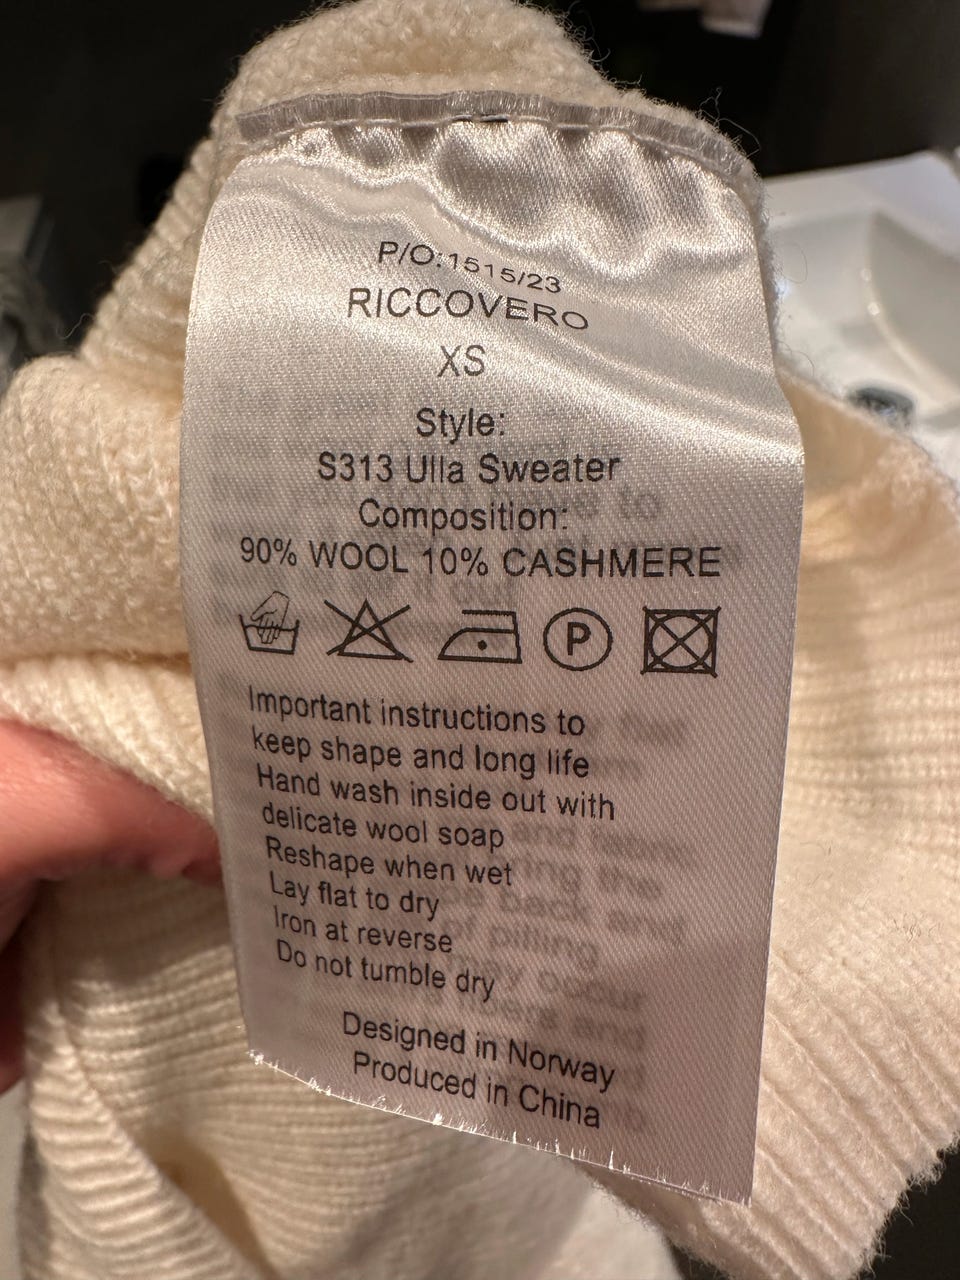 P/O:1515/23
RICCOVERO
XS
Style:
S313 Ulla Sweater
Composition:
90% WOOL 10% CASHMERE
P
Important instructions to
keep shape and long life
Hand wash inside out with
delicate wool soap
Reshape when wet
Lay flat to dry
Iron at reverse
Do not tumble dry
Designed in Norway
Produced in China